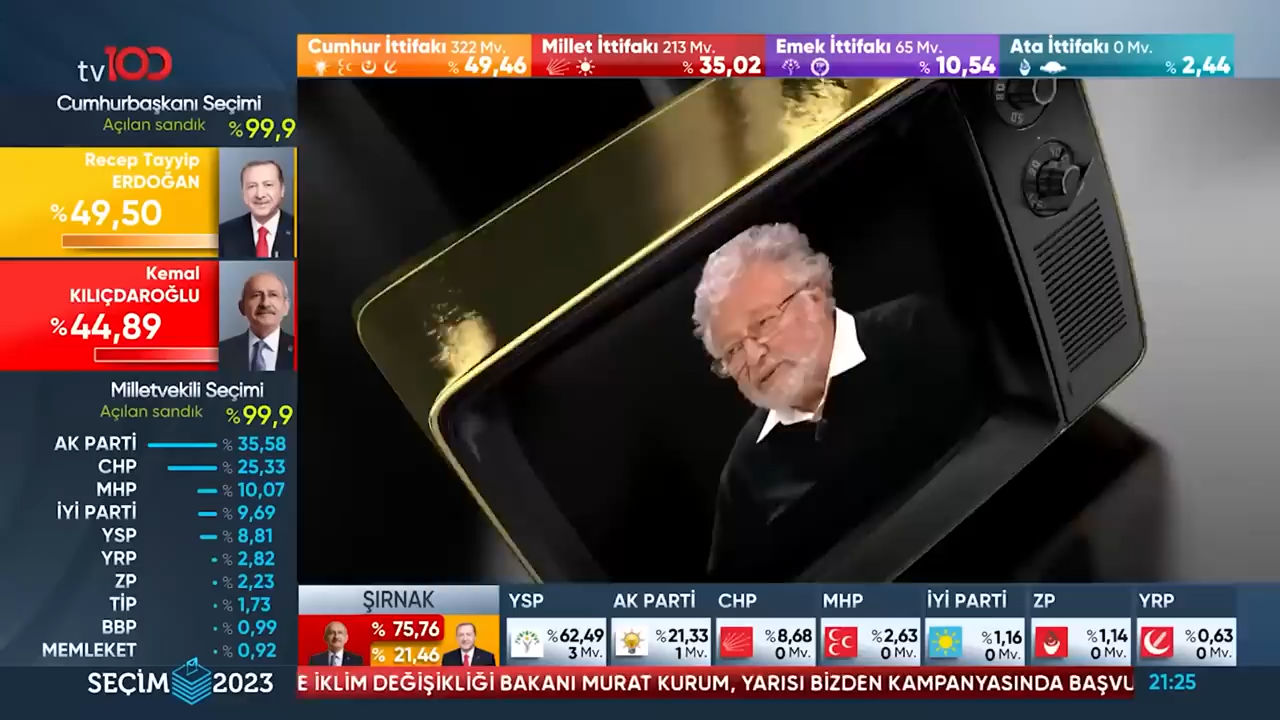 tv100
Cumhurbaşkanı Seçimi
Açılan sandık %99,9
Recep Tayyip
ERDOĞAN
%49,50
Kemal
KILIÇDAROĞLU
%44,89
Milletvekili Seçimi
Açılan sandık %99,9
AK PARTİ %35,58
CHP %25,33
MHP %10,07
İYİ PARTİ %9,69
YSP %8,81
YRP %2,82
ZP %2,23
TİP %1,73
BBP %0,99
MEMLEKET %0,92
SEÇİM 2023
Cumhur İttifakı 322 Mv.
%49,46
Millet İttifakı 213 Mv.
%35,02
Emek İttifakı 65 Mv.
%10,54
Ata İttifakı 0 Mv.
%2,44
ŞIRNAK
%75,76
%21,46
YSP
%62,49
3 Mv.
AK PARTİ
%21,33
1 Mv.
CHP
%8,68
0 Mv.
MHP
%2,63
0 Mv.
İYİ PARTİ
%1,16
0 Mv.
ZP
%1,14
0 Mv.
YRP
%0,63
0 Mv.
E İKLİM DEĞİŞİKLİĞİ BAKANI MURAT KURUM, YARISI BİZDEN KAMPANYASINDA BAŞVU
21:25